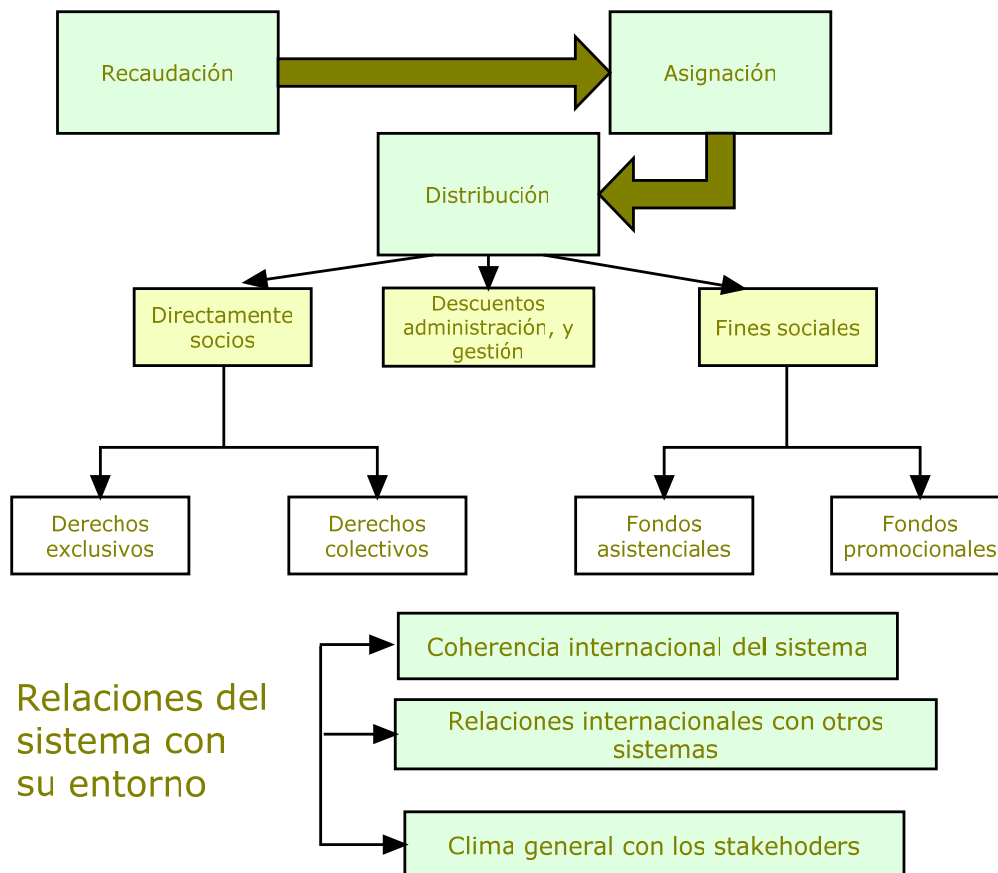 Recaudación
Asignación
Distribución
Directamente
socios
Descuentos
administración, y
gestión
Fines sociales
Derechos
exclusivos
Derechos
colectivos
Fondos
asistenciales
Fondos
promocionales
Relaciones del
sistema con
su entorno
Coherencia internacional del sistema
Relaciones internacionales con otros
sistemas
Clima general con los stakehoders